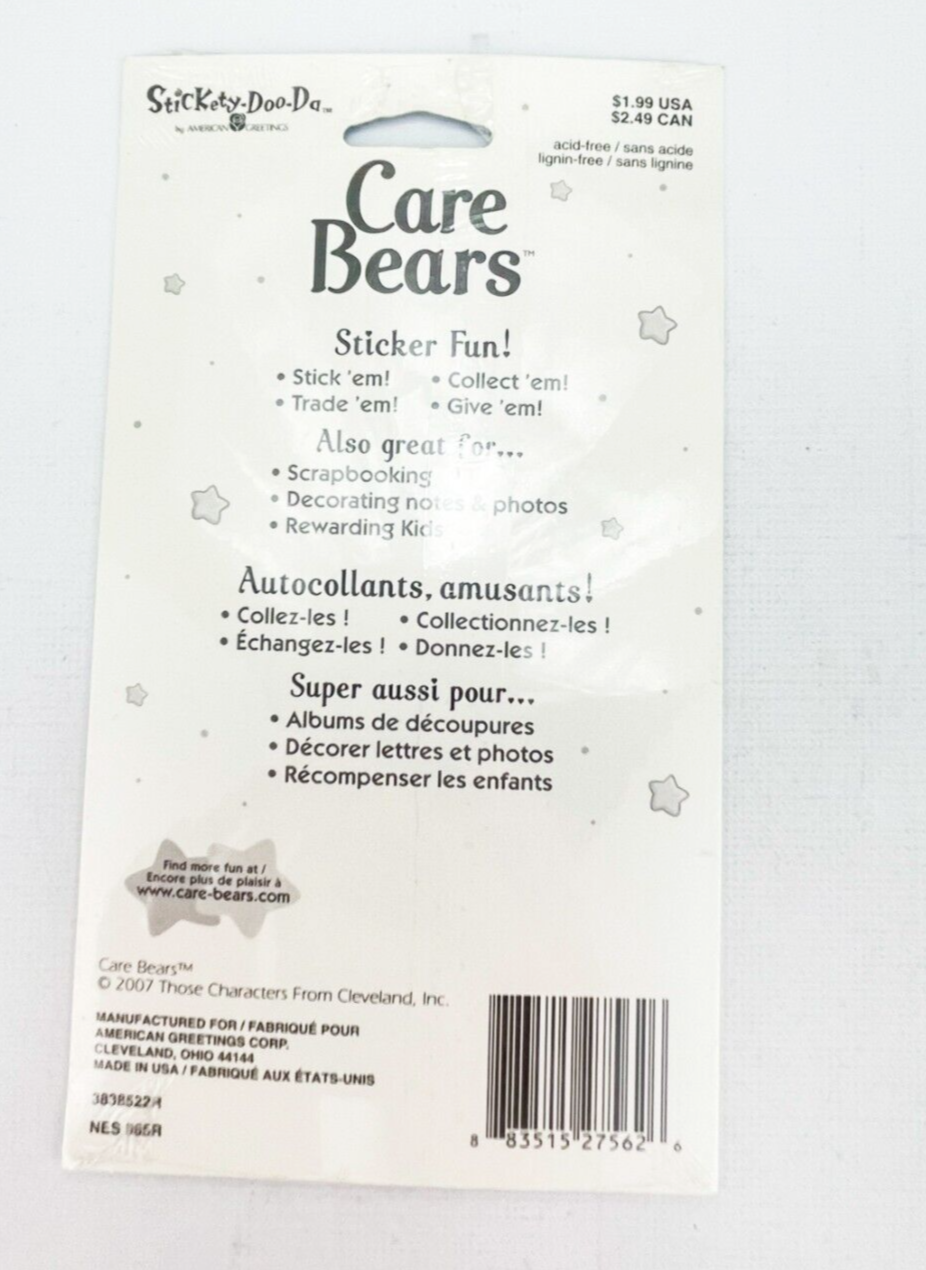 Stickety-Doo-Da™
by AMERICAN GREETINGS
$1.99 USA
$2.49 CAN
acid-free / sans acide
lignin-free / sans lignine
Care
Bears™
Sticker Fun!
• Stick 'em! • Collect 'em!
• Trade 'em! • Give 'em!
Also great for...
• Scrapbooking
• Decorating notes & photos
• Rewarding Kids
Autocollants, amusants!
• Collez-les ! • Collectionnez-les !
• Échangez-les ! • Donnez-les !
Super aussi pour...
• Albums de découpures
• Décorer lettres et photos
• Récompenser les enfants
Find more fun at /
Encore plus de plaisir à
www.care-bears.com
Care Bears™
© 2007 Those Characters From Cleveland, Inc.
MANUFACTURED FOR / FABRIQUÉ POUR
AMERICAN GREETINGS CORP.
CLEVELAND, OHIO 44144
MADE IN USA / FABRIQUÉ AUX ÉTATS-UNIS
NES
8 83515 27562 6